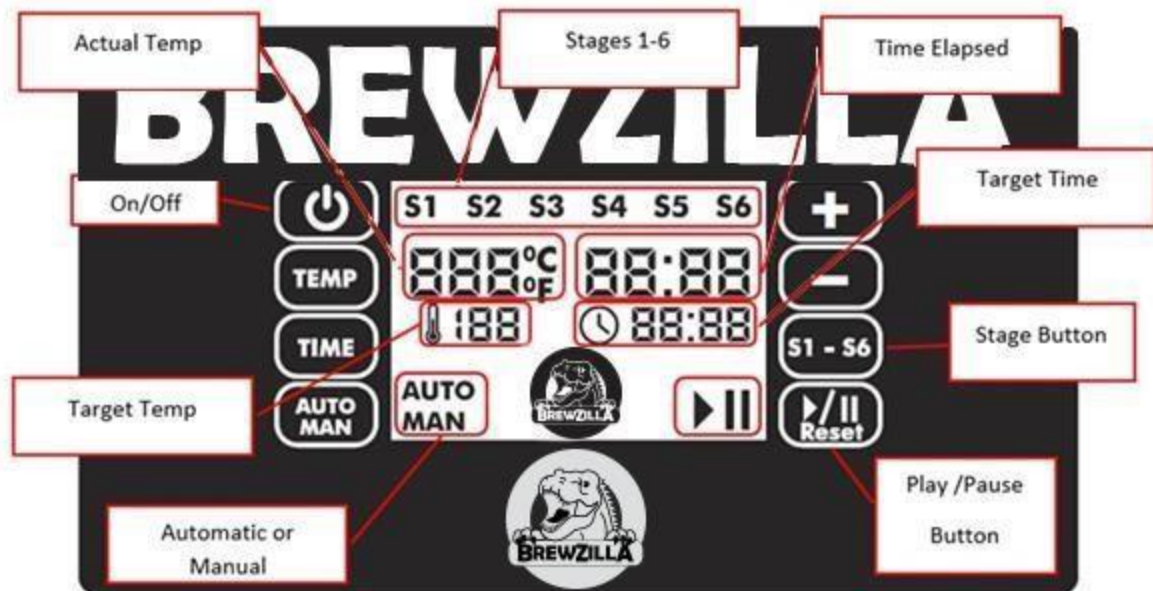 Actual Temp
Stages 1-6
Time Elapsed
BREWZILLA
Target Time
On/Off
S1 S2 S3 S4 S5 S6
+
TEMP
888°C
°F
88:88
−
TIME
188
88:88
S1 - S6
Stage Button
Target Temp
AUTO
MAN
AUTO
MAN
BREWZILLA
/II
Reset
Play /Pause
Button
Automatic or
Manual
BREWZILLA